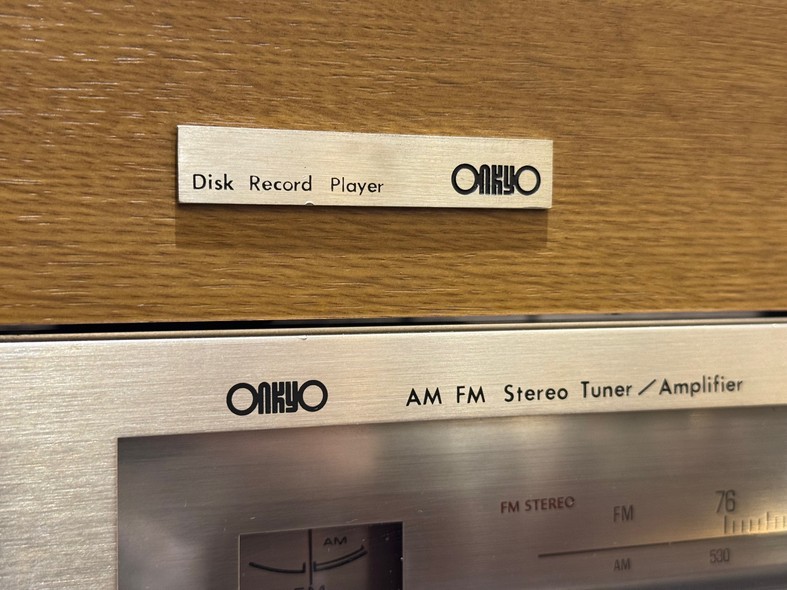 Disk Record Player ONKYO
ONKYO AM FM Stereo Tuner/Amplifier
FM STEREO FM 76
AM AM 530